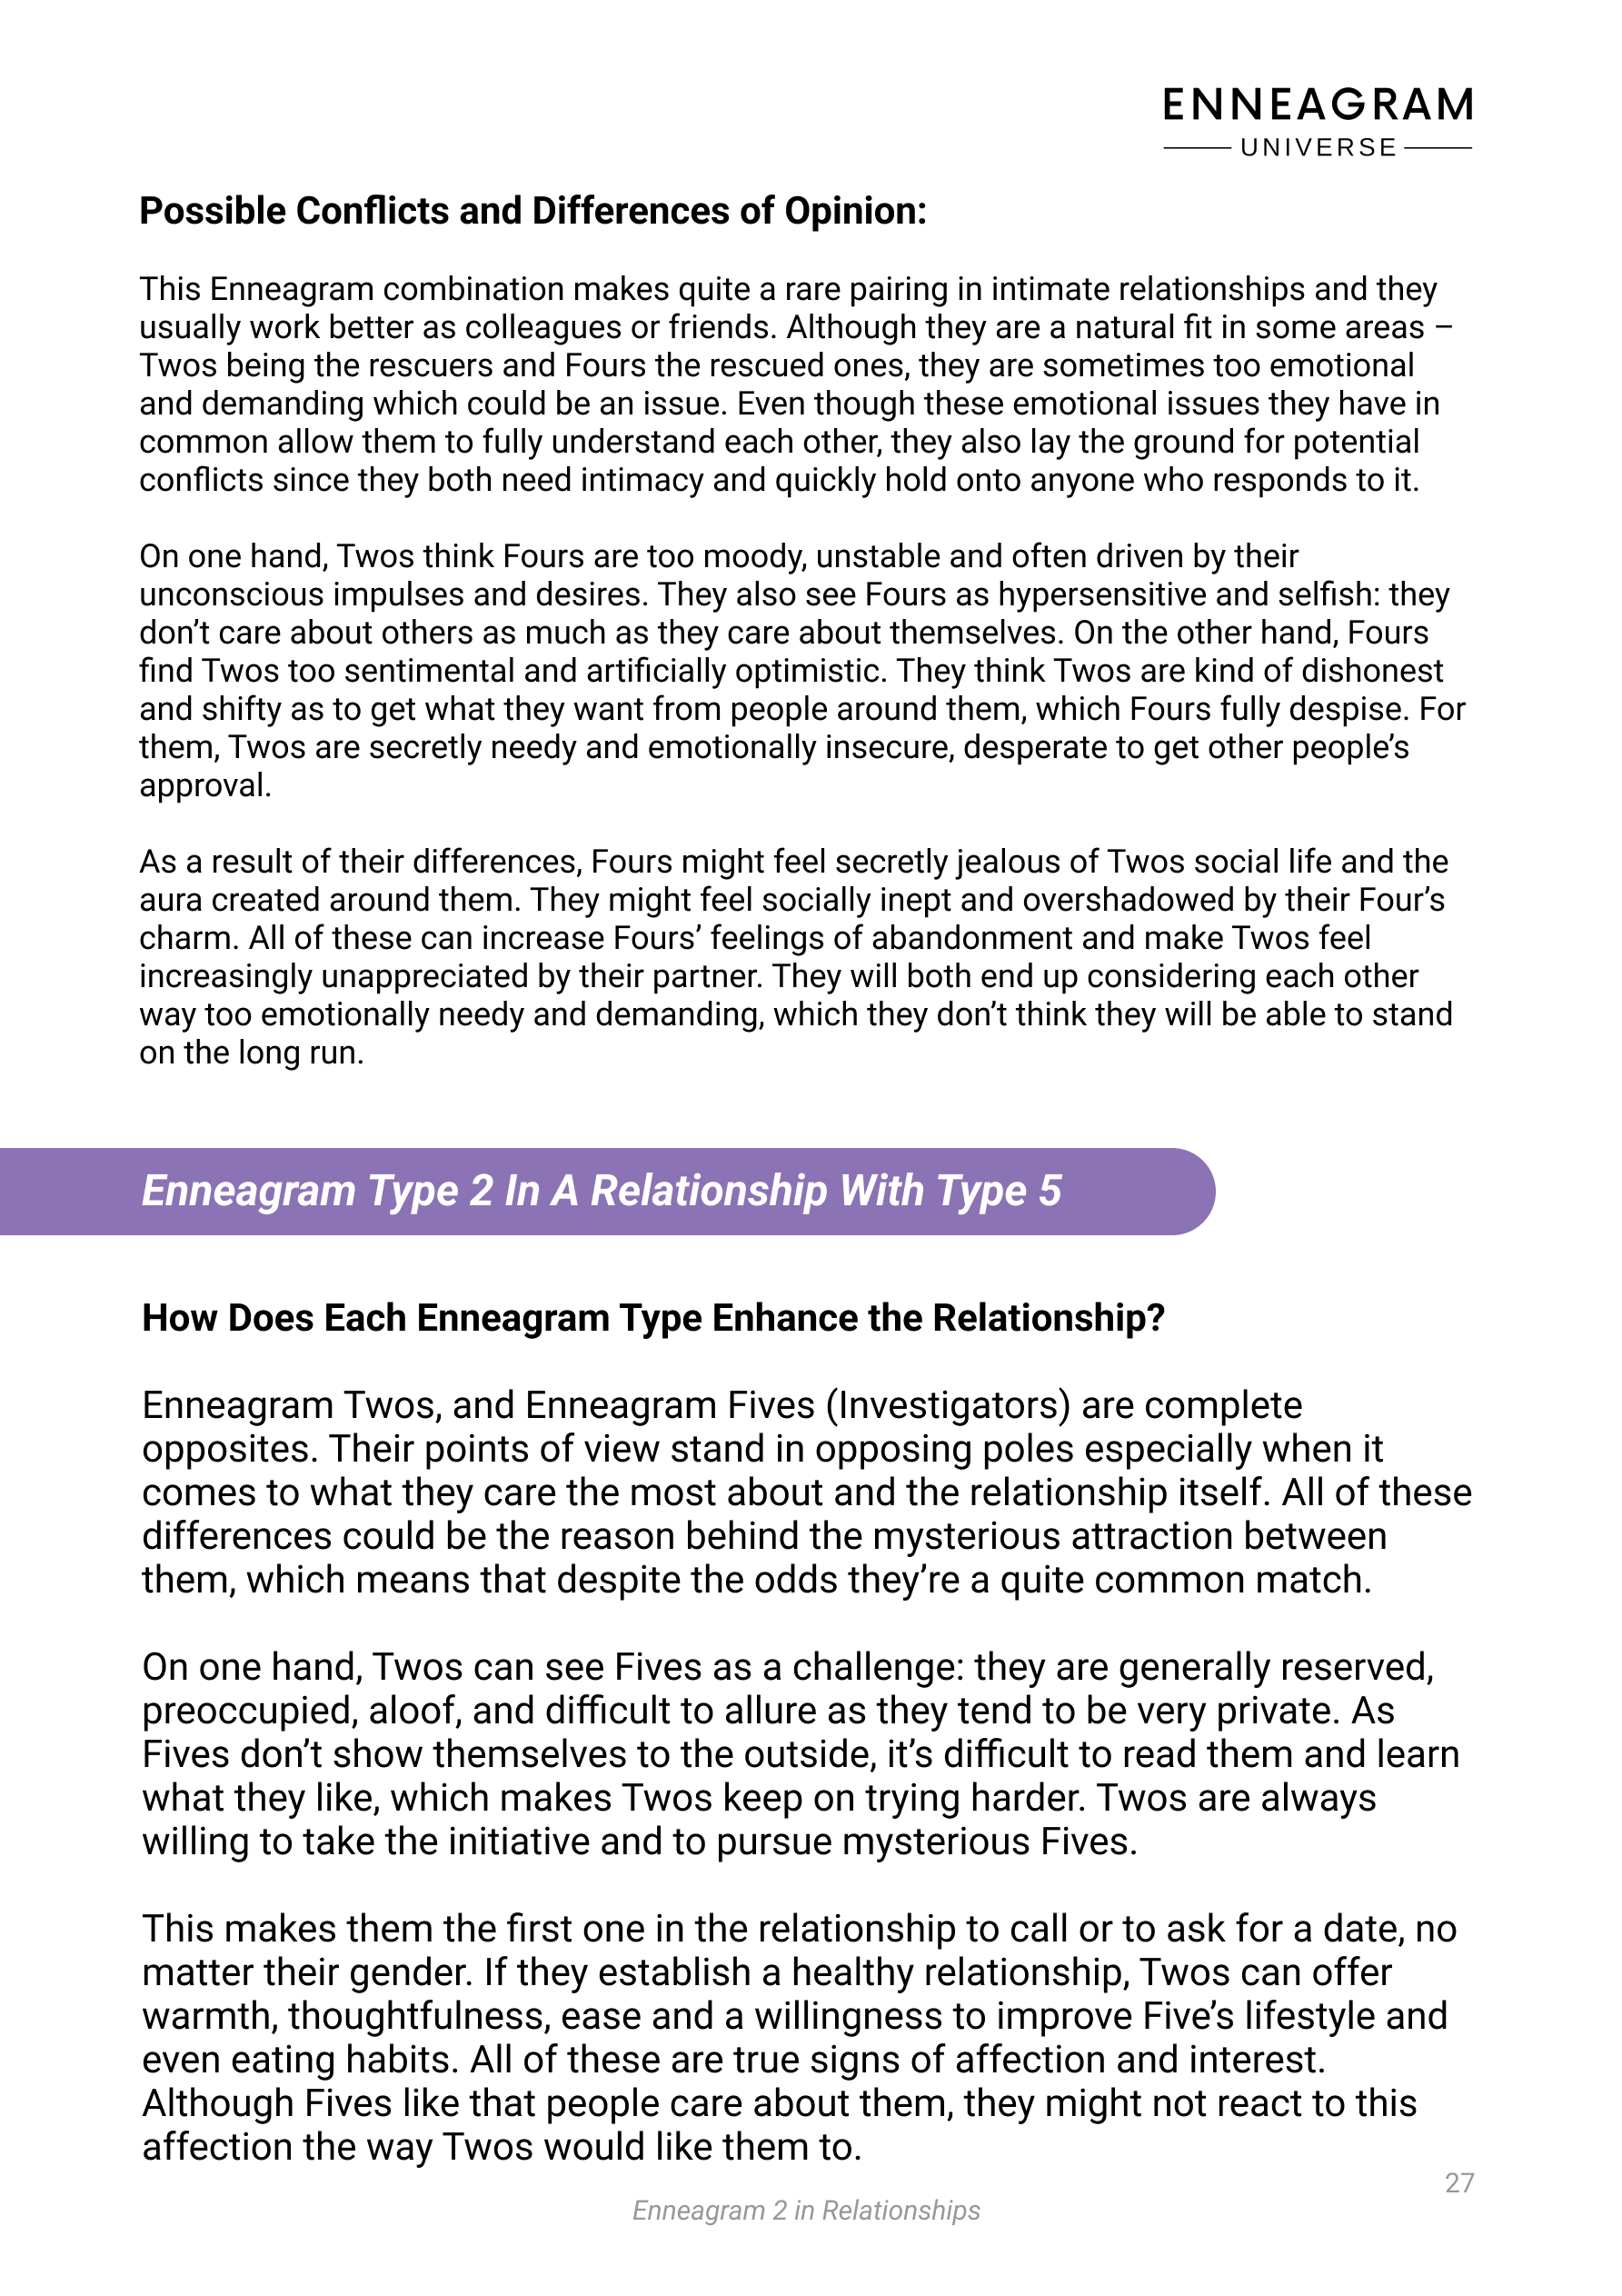 ENNEAGRAM
UNIVERSE
Possible Conflicts and Differences of Opinion:
This Enneagram combination makes quite a rare pairing in intimate relationships and they
usually work better as colleagues or friends. Although they are a natural fit in some areas –
Twos being the rescuers and Fours the rescued ones, they are sometimes too emotional
and demanding which could be an issue. Even though these emotional issues they have in
common allow them to fully understand each other, they also lay the ground for potential
conflicts since they both need intimacy and quickly hold onto anyone who responds to it.
On one hand, Twos think Fours are too moody, unstable and often driven by their
unconscious impulses and desires. They also see Fours as hypersensitive and selfish: they
don’t care about others as much as they care about themselves. On the other hand, Fours
find Twos too sentimental and artificially optimistic. They think Twos are kind of dishonest
and shifty as to get what they want from people around them, which Fours fully despise. For
them, Twos are secretly needy and emotionally insecure, desperate to get other people’s
approval.
As a result of their differences, Fours might feel secretly jealous of Twos social life and the
aura created around them. They might feel socially inept and overshadowed by their Four’s
charm. All of these can increase Fours’ feelings of abandonment and make Twos feel
increasingly unappreciated by their partner. They will both end up considering each other
way too emotionally needy and demanding, which they don’t think they will be able to stand
on the long run.
Enneagram Type 2 In A Relationship With Type 5
How Does Each Enneagram Type Enhance the Relationship?
Enneagram Twos, and Enneagram Fives (Investigators) are complete
opposites. Their points of view stand in opposing poles especially when it
comes to what they care the most about and the relationship itself. All of these
differences could be the reason behind the mysterious attraction between
them, which means that despite the odds they’re a quite common match.
On one hand, Twos can see Fives as a challenge: they are generally reserved,
preoccupied, aloof, and difficult to allure as they tend to be very private. As
Fives don’t show themselves to the outside, it’s difficult to read them and learn
what they like, which makes Twos keep on trying harder. Twos are always
willing to take the initiative and to pursue mysterious Fives.
This makes them the first one in the relationship to call or to ask for a date, no
matter their gender. If they establish a healthy relationship, Twos can offer
warmth, thoughtfulness, ease and a willingness to improve Five’s lifestyle and
even eating habits. All of these are true signs of affection and interest.
Although Fives like that people care about them, they might not react to this
affection the way Twos would like them to.
27
Enneagram 2 in Relationships